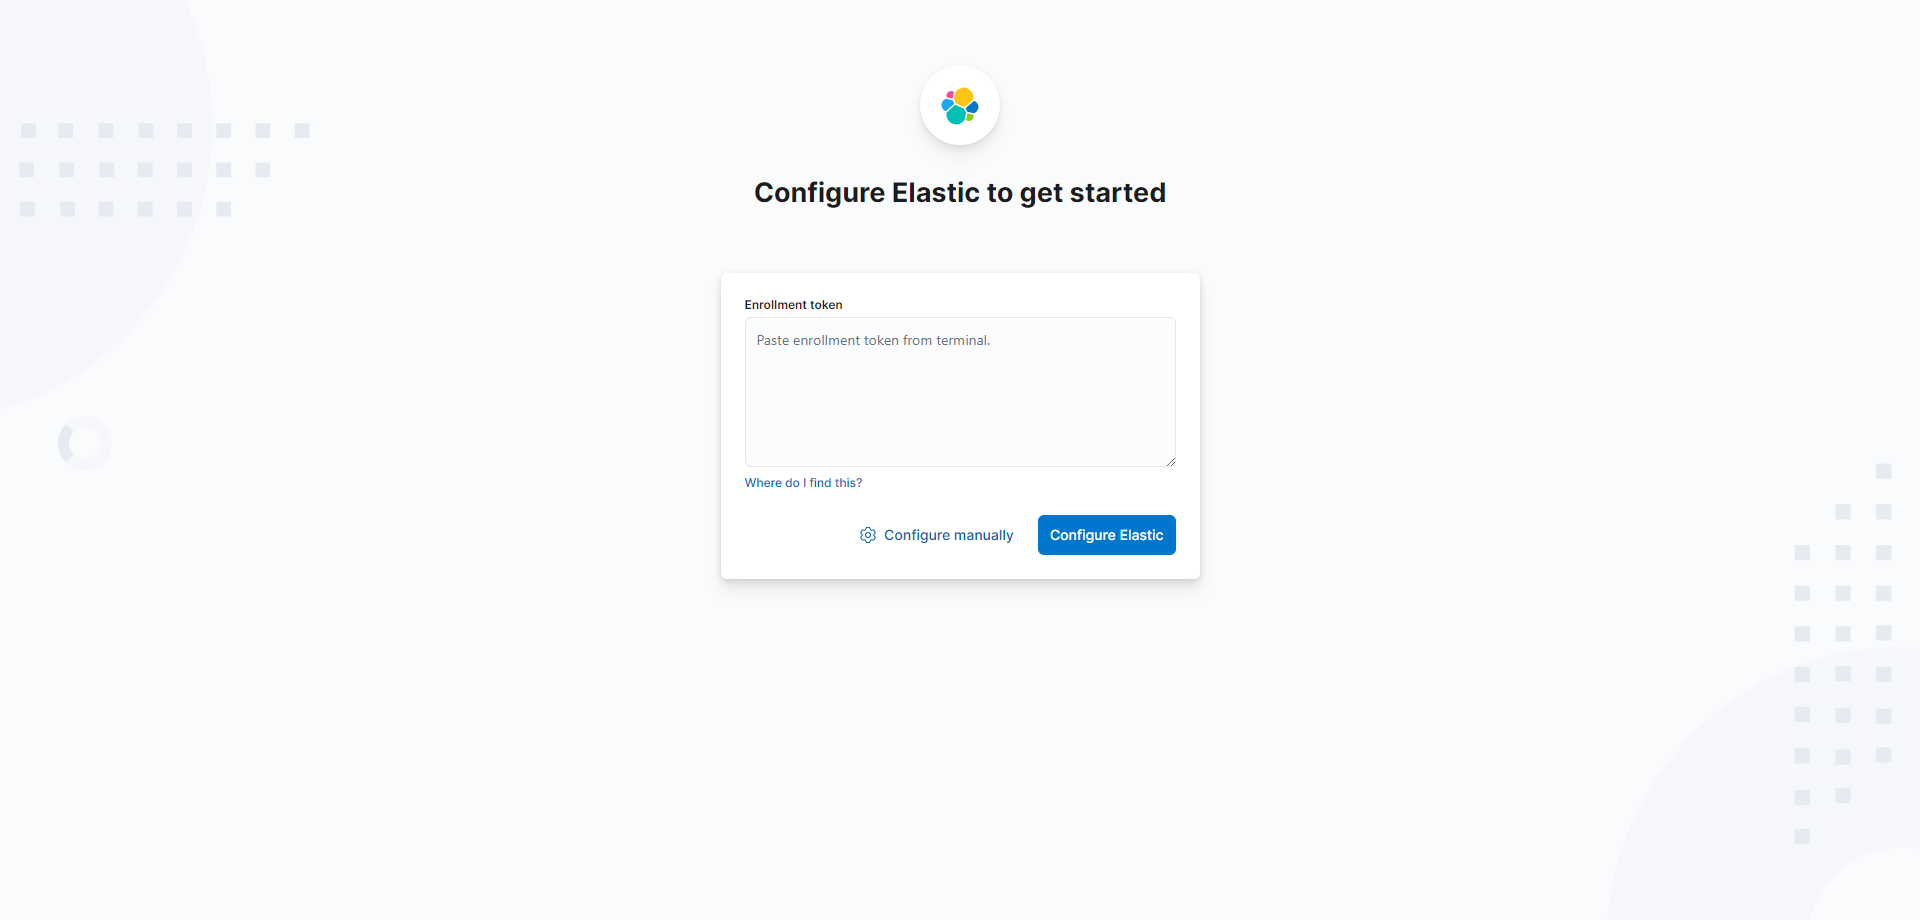 Configure Elastic to get started
Enrollment token
Paste enrollment token from terminal.
Where do I find this?
Configure manually
Configure Elastic